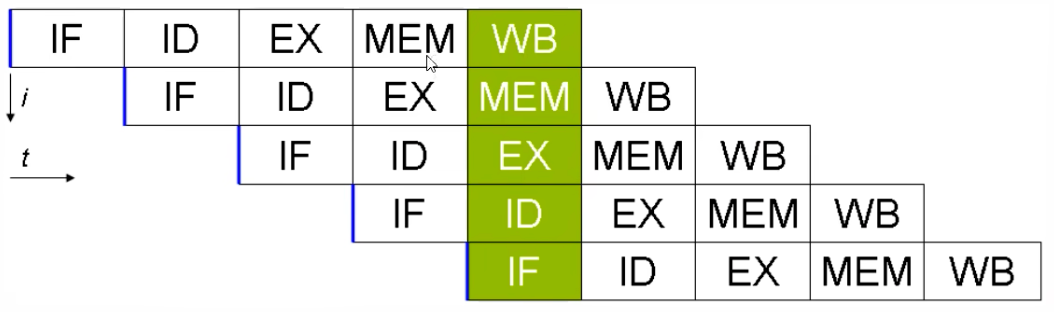 IF ID EX MEM WB
i IF ID EX MEM WB
t IF ID EX MEM WB
IF ID EX MEM WB
IF ID EX MEM WB